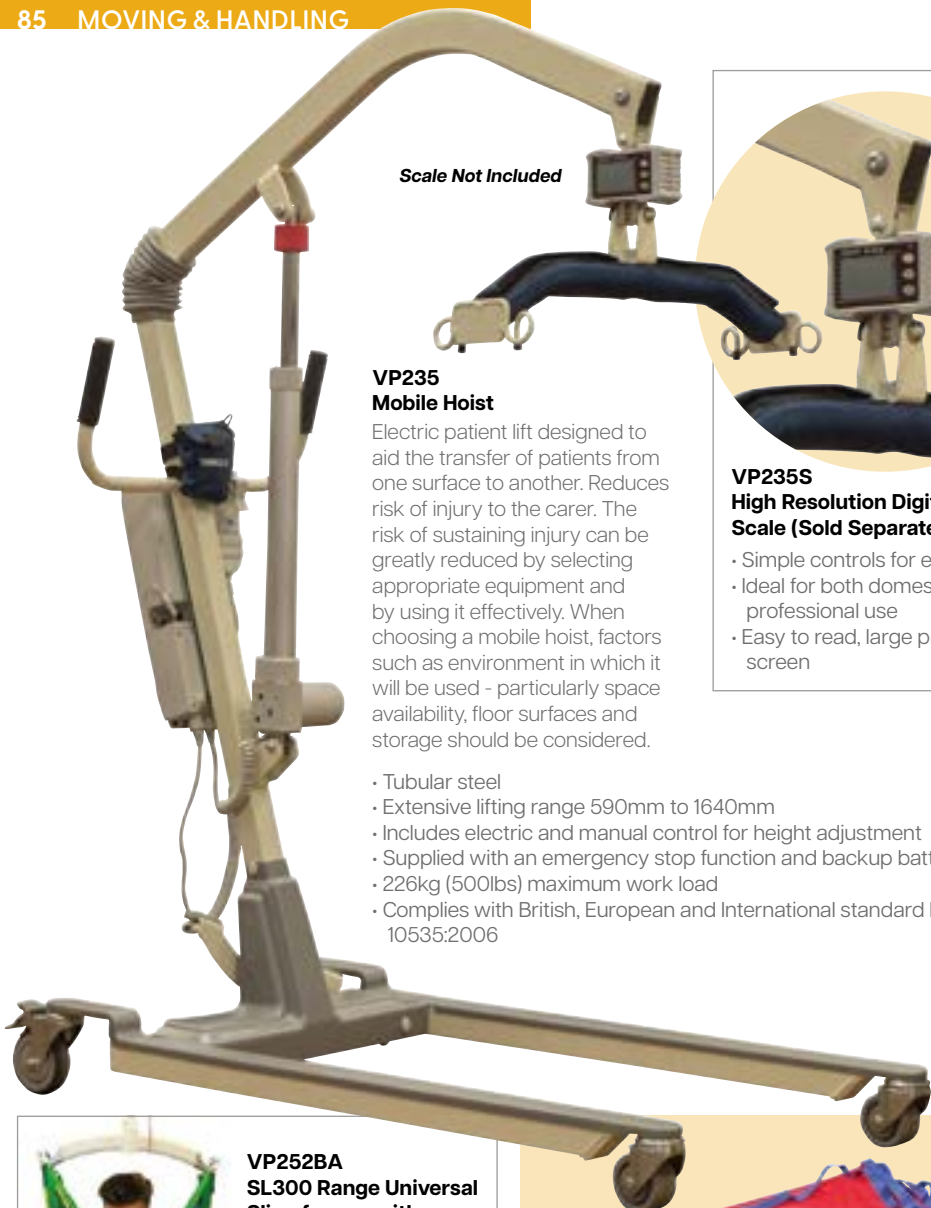 85 MOVING & HANDLING
Scale Not Included
VP235
Mobile Hoist
Electric patient lift designed to
aid the transfer of patients from
one surface to another. Reduces
risk of injury to the carer. The
risk of sustaining injury can be
greatly reduced by selecting
appropriate equipment and
by using it effectively. When
choosing a mobile hoist, factors
such as environment in which it
will be used - particularly space
availability, floor surfaces and
storage should be considered.
· Tubular steel
· Extensive lifting range 590mm to 1640mm
· Includes electric and manual control for height adjustment
· Supplied with an emergency stop function and backup
· 226kg (500lbs) maximum work load
· Complies with British, European and International standard
10535:2006
VP235S
High Resolution
Scale (Sold
· Simple controls for
· Ideal for both
professional use
· Easy to read, large
screen
VP252BA
SL300 Range Universal